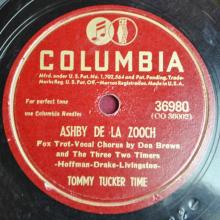 COLUMBIA
Mfd. under U.S. Pat. No. 1,702,564 and Pat. Pending. Trade-
Marks Reg. U.S. Pat. Off.-Marcas Registradas. Made in U.S.A.
For perfect tone
use Columbia Needles
36980
(CO 36002)
ASHBY DE LA ZOOCH
Fox Trot-Vocal Chorus by Don Brown
and The Three Two Timers
-Hoffman-Drake-Livingston-
TOMMY TUCKER TIME